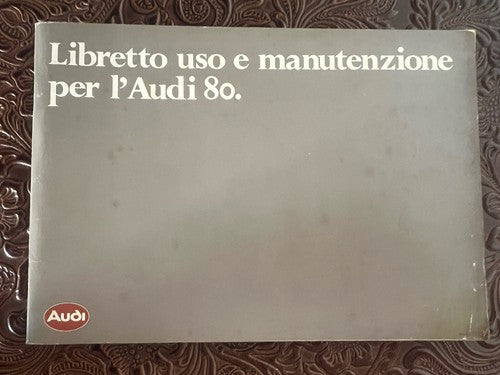 Libretto uso e manutenzione
per l'Audi 80.
Audi